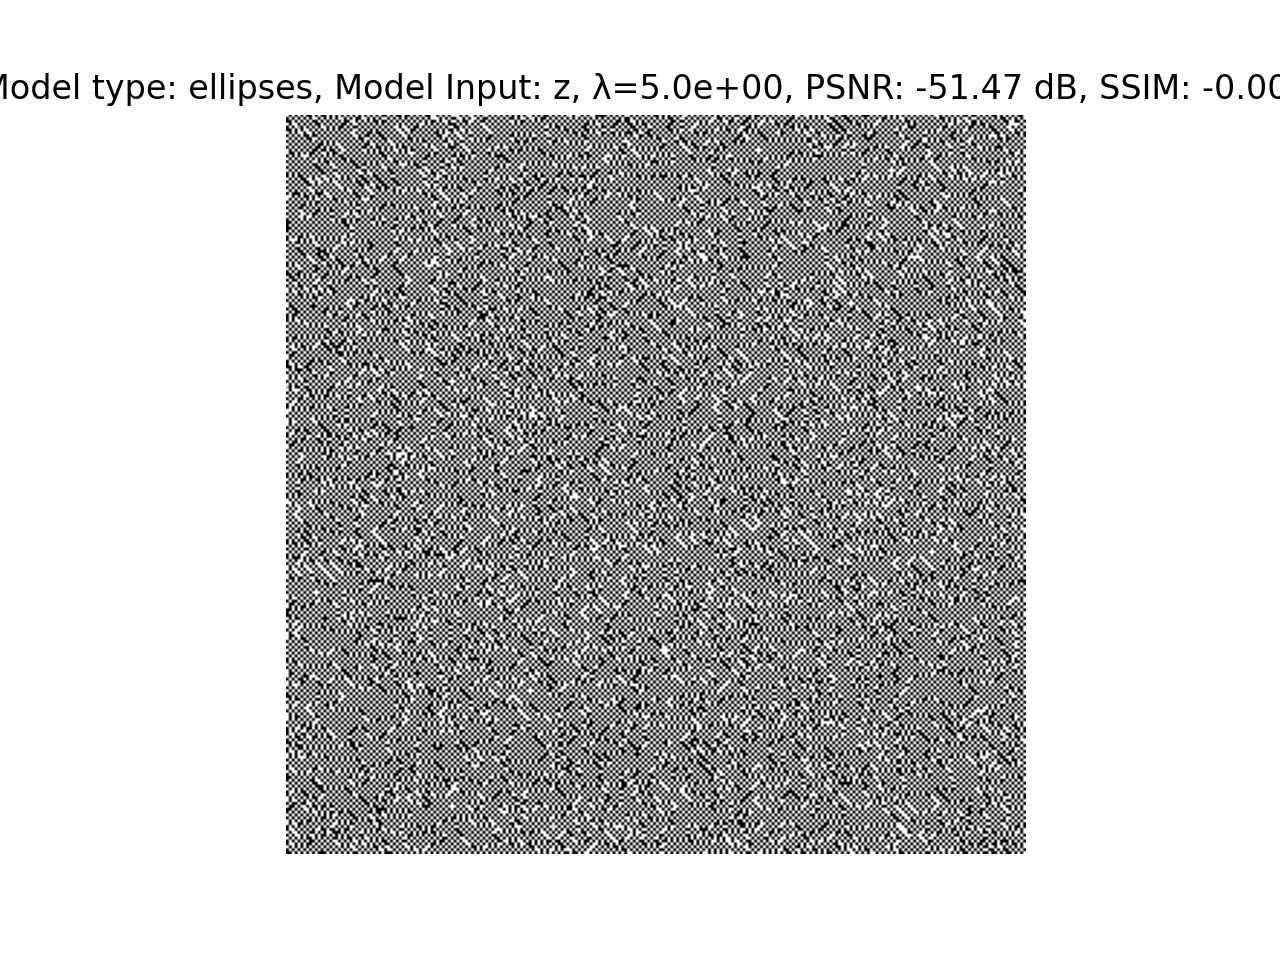 Model type: ellipses, Model Input: z, λ=5.0e+00, PSNR: -51.47 dB, SSIM: -0.00